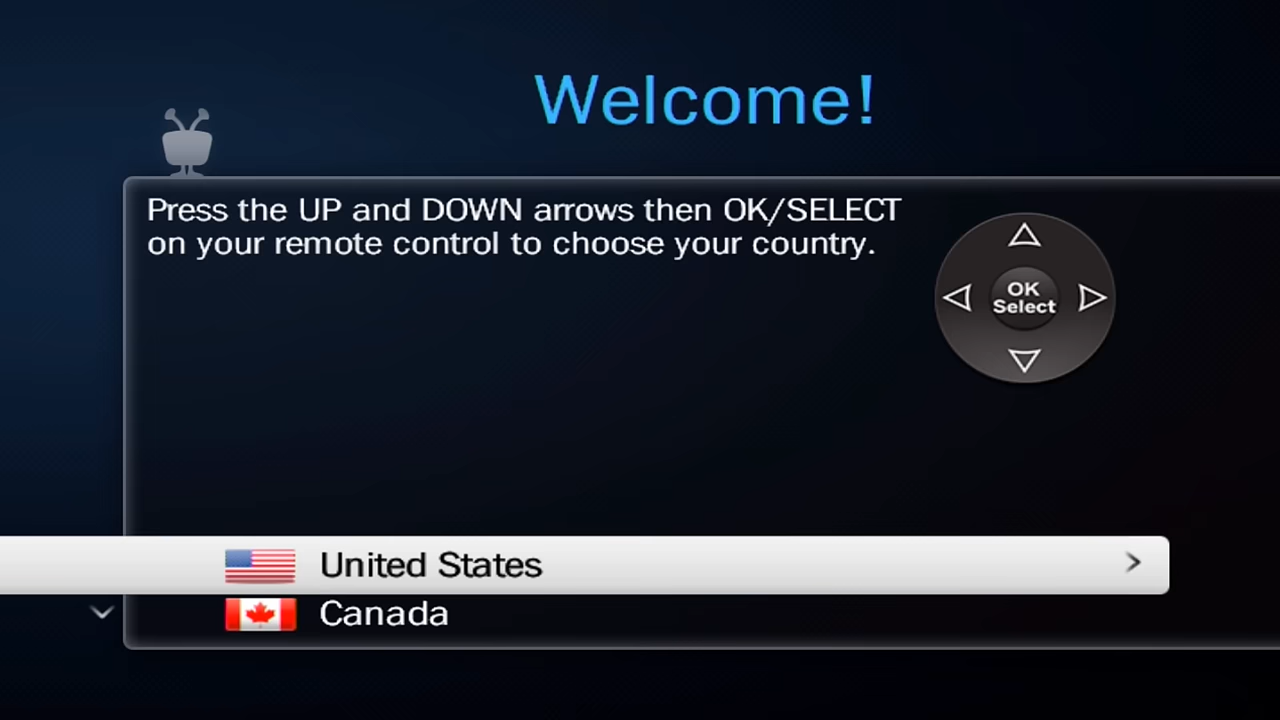 Welcome!
Press the UP and DOWN arrows then OK/SELECT
on your remote control to choose your country.
OK
Select
United States
Canada